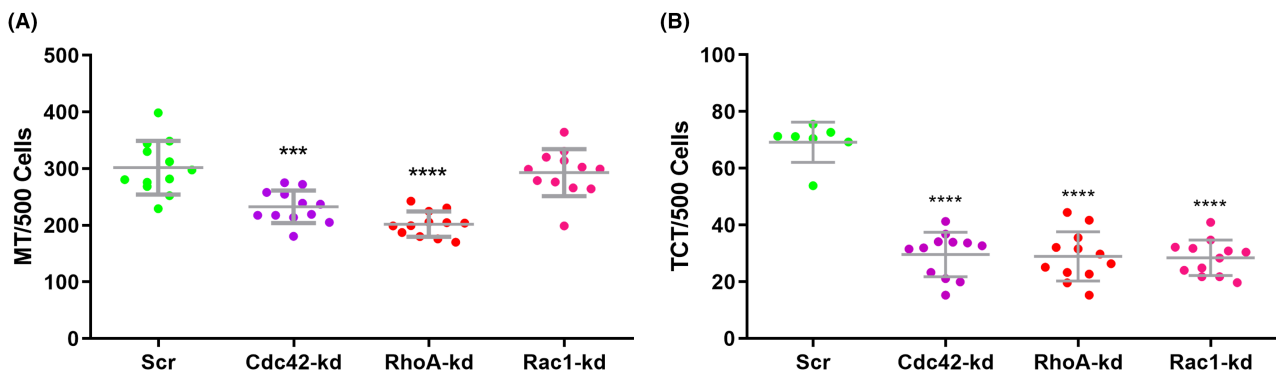 (A)
MT/500 Cells
500
400
300
200
100
0
***
****
Scr Cdc42-kd RhoA-kd Rac1-kd
(B)
TCT/500 Cells
100
80
60
40
20
0
****
****
****
Scr Cdc42-kd RhoA-kd Rac1-kd